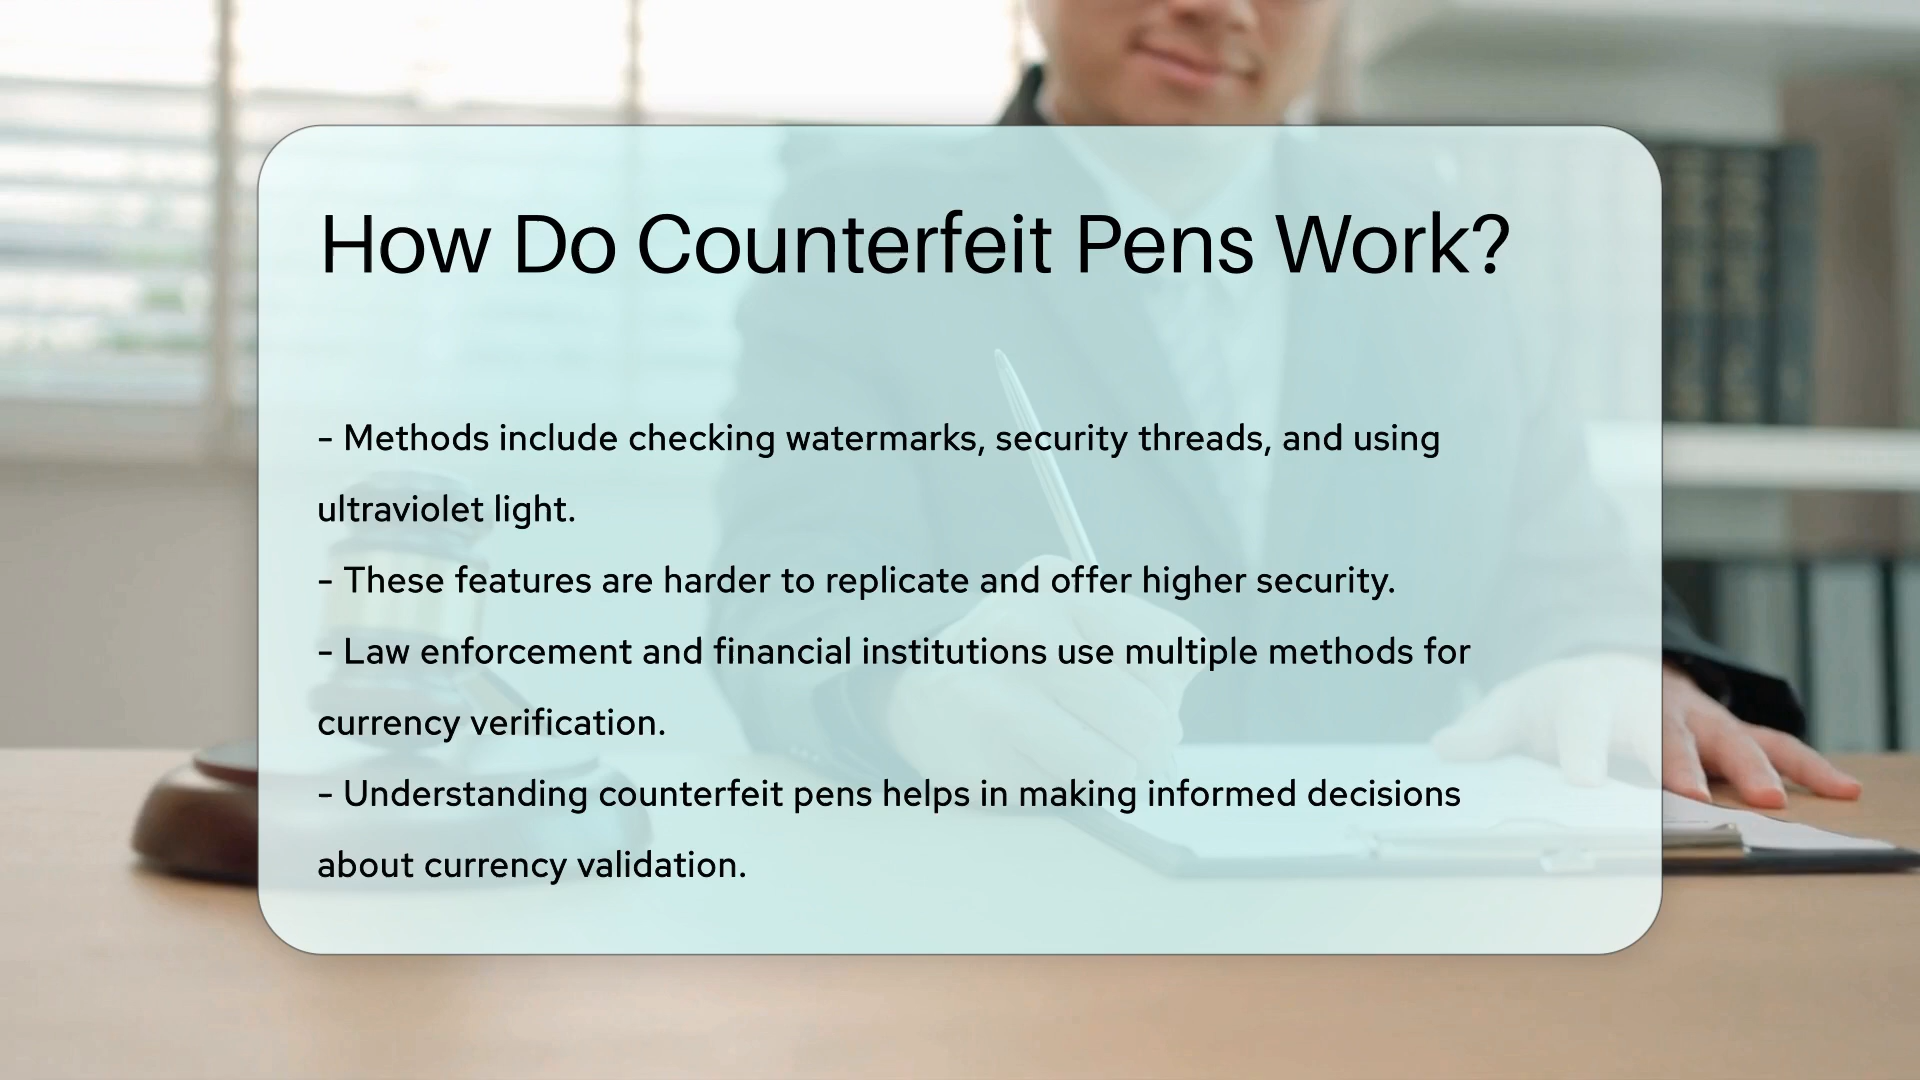 How Do Counterfeit Pens Work?
- Methods include checking watermarks, security threads, and using
ultraviolet light.
- These features are harder to replicate and offer higher security.
- Law enforcement and financial institutions use multiple methods for
currency verification.
- Understanding counterfeit pens helps in making informed decisions
about currency validation.